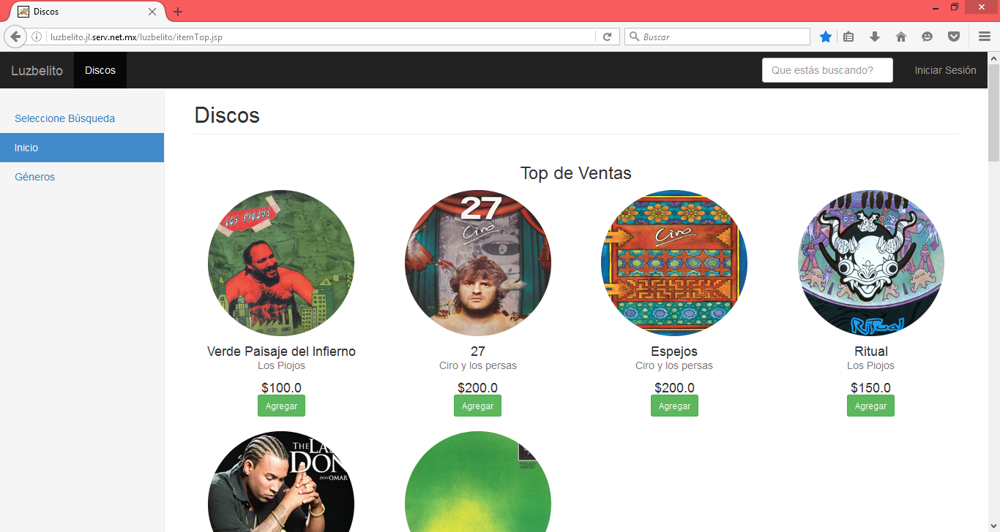 Discos
luzbelito.jl.serv.net.mx/luzbelito/itemTop.jsp
Buscar
Luzbelito
Discos
Que estás buscando?
Iniciar Sesión
Seleccione Búsqueda
Inicio
Géneros
Discos
Top de Ventas
LOS PIOJOS
27
Ciro
Ciro
Ritual
Verde Paisaje del Infierno
27
Espejos
Ritual
Los Piojos
Ciro y los persas
Ciro y los persas
Los Piojos
$100.0
$200.0
$200.0
$150.0
Agregar
Agregar
Agregar
Agregar
THE LAS
DON
DON OMAR
PESCADO
RABIOSO